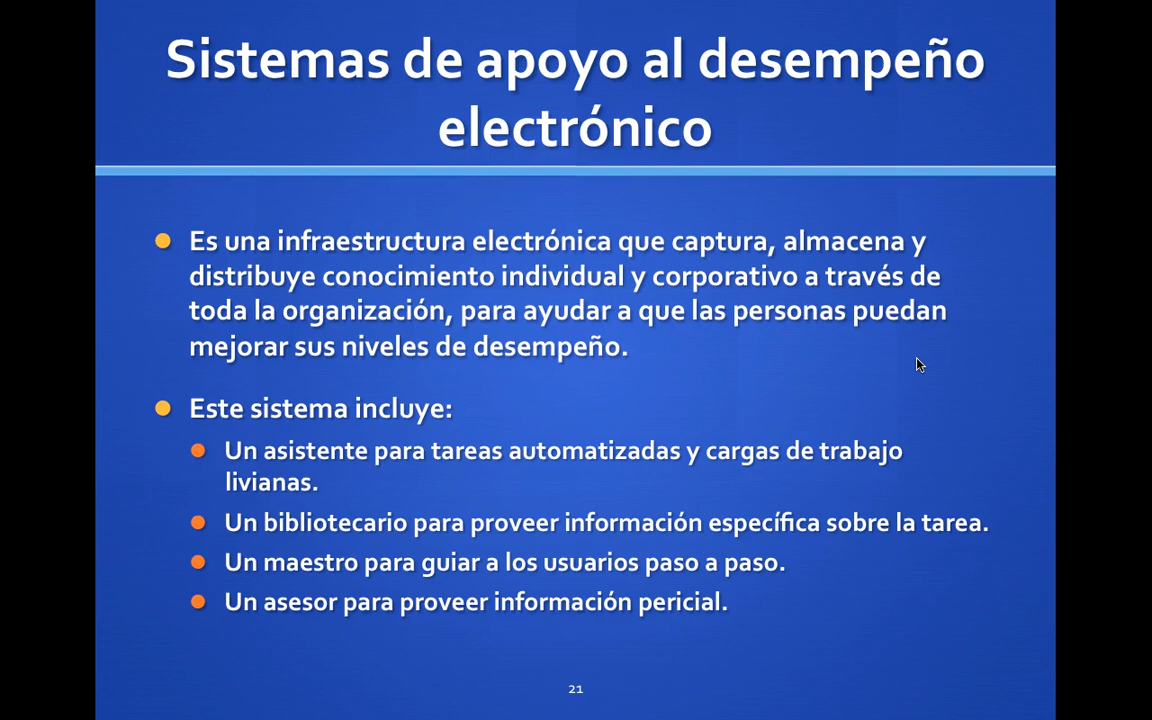 Sistemas de apoyo al desempeño
electrónico
Es una infraestructura electrónica que captura, almacena y
distribuye conocimiento individual y corporativo a través de
toda la organización, para ayudar a que las personas puedan
mejorar sus niveles de desempeño.
Este sistema incluye:
Un asistente para tareas automatizadas y cargas de trabajo
livianas.
Un bibliotecario para proveer información específica sobre la tarea.
Un maestro para guiar a los usuarios paso a paso.
Un asesor para proveer información pericial.
21